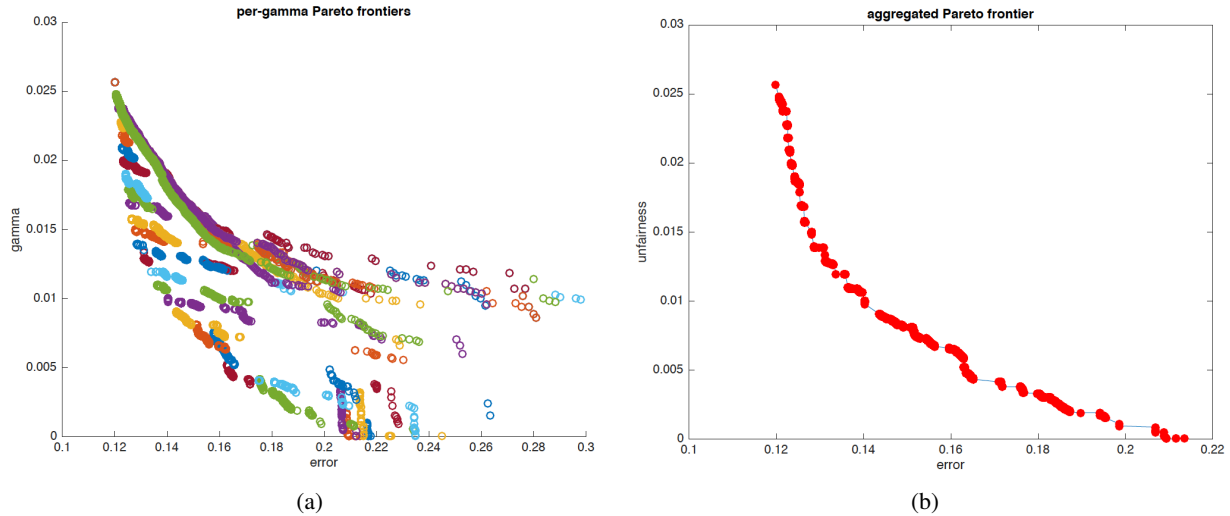 per-gamma Pareto frontiers
0.03
0.025
0.02
0.015
0.01
0.005
0
gamma
0.1 0.12 0.14 0.16 0.18 0.2 0.22 0.24 0.26 0.28 0.3
error
(a)
aggregated Pareto frontier
0.03
0.025
0.02
0.015
0.01
0.005
0
unfairness
0.1 0.12 0.14 0.16 0.18 0.2 0.22
error
(b)